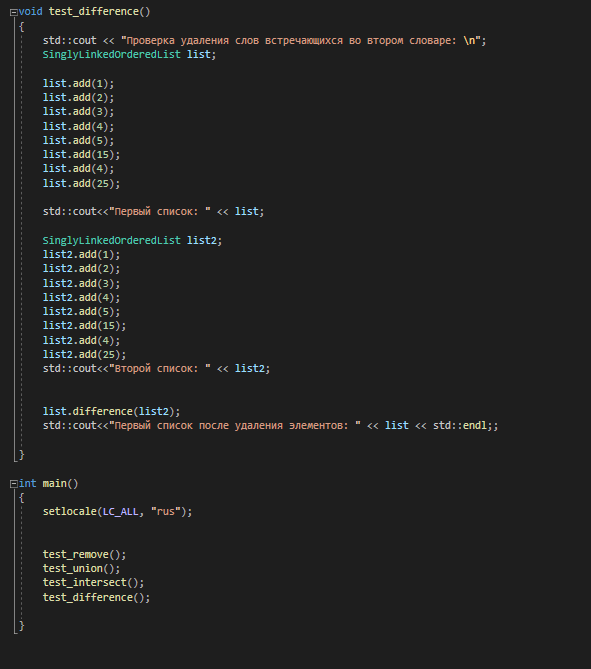 void test_difference()
{
std::cout << "Проверка удаления слов встречающихся во втором словаре: \n";
SinglyLinkedOrderedList list;
list.add(1);
list.add(2);
list.add(3);
list.add(4);
list.add(5);
list.add(15);
list.add(4);
list.add(25);
std::cout<<"Первый список: " << list;
SinglyLinkedOrderedList list2;
list2.add(1);
list2.add(2);
list2.add(3);
list2.add(4);
list2.add(5);
list2.add(15);
list2.add(4);
list2.add(25);
std::cout<<"Второй список: " << list2;
list.difference(list2);
std::cout<<"Первый список после удаления элементов: " << list << std::endl;;
}
int main()
{
setlocale(LC_ALL, "rus");
test_remove();
test_union();
test_intersect();
test_difference();
}